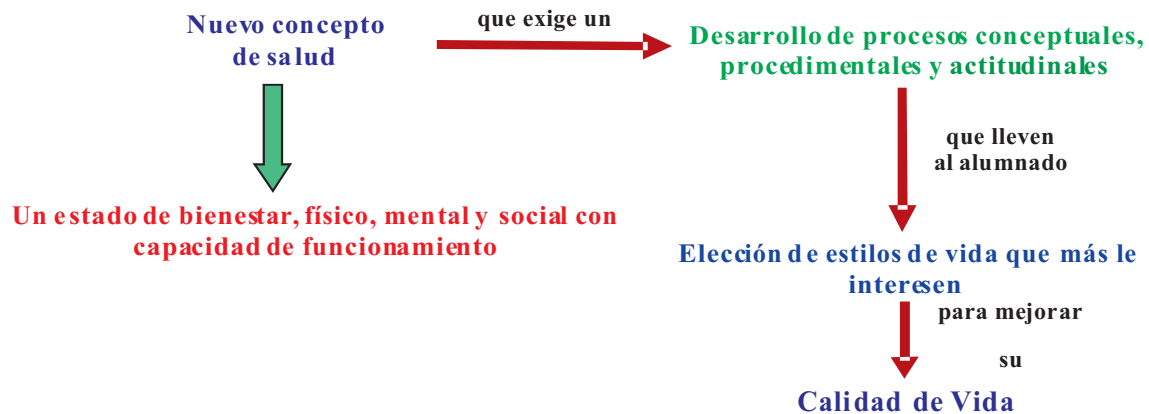 Nuevo concepto
de salud
que exige un
Desarrollo de procesos conceptuales,
procedimentales y actitudinales
que lleven
al alumnado
Un estado de bienestar, físico, mental y social con
capacidad de funcionamiento
Elección de estilos de vida que más le
interesen
para mejorar
su
Calidad de Vida